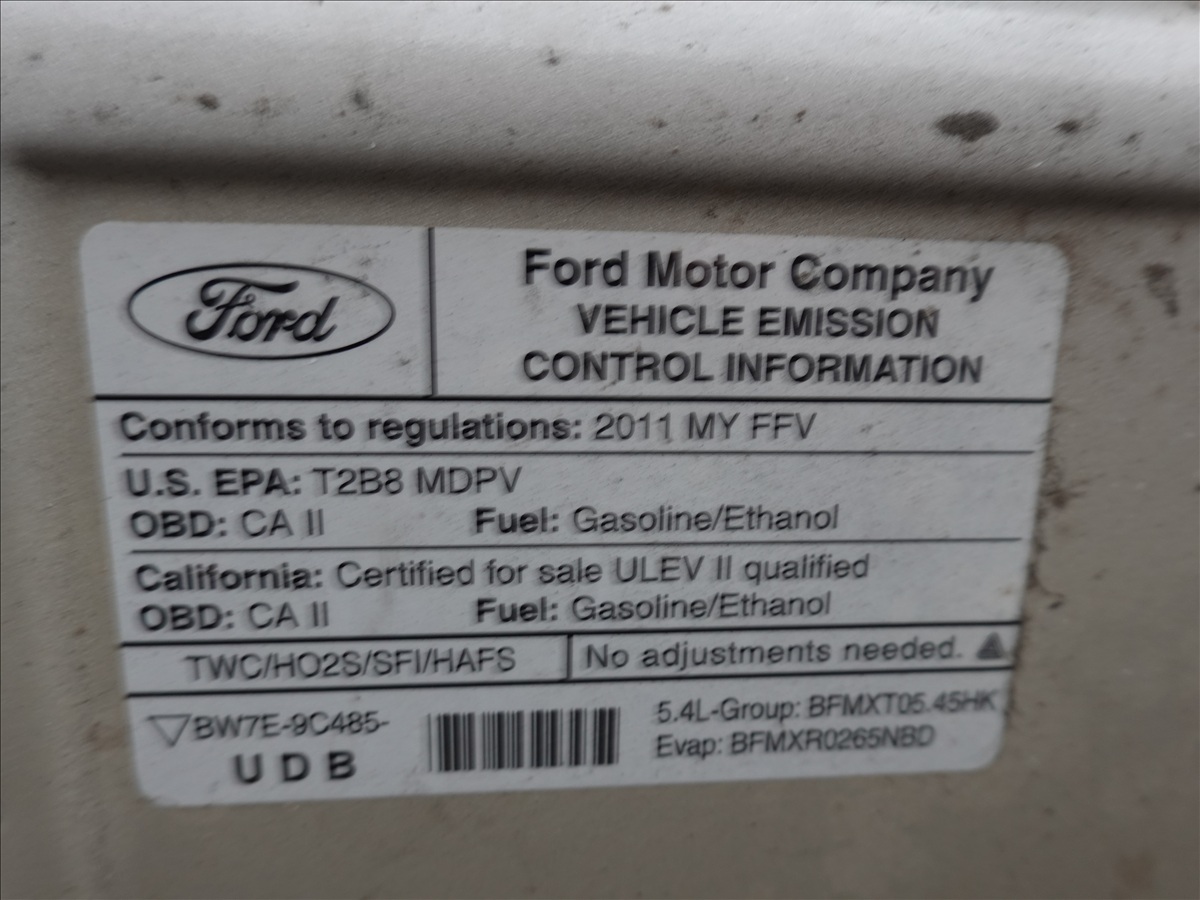 Ford
Ford Motor Company
VEHICLE EMISSION
CONTROL INFORMATION
Conforms to regulations: 2011 MY FFV
U.S. EPA: T2B8 MDPV
OBD: CA II Fuel: Gasoline/Ethanol
California: Certified for sale ULEV II qualified
OBD: CA II Fuel: Gasoline/Ethanol
TWC/HO2S/SFI/HAFS
No adjustments needed.
BW7E-9C485-
UDB
5.4L-Group: BFMXT05.45HK
Evap: BFMXR0265NBD